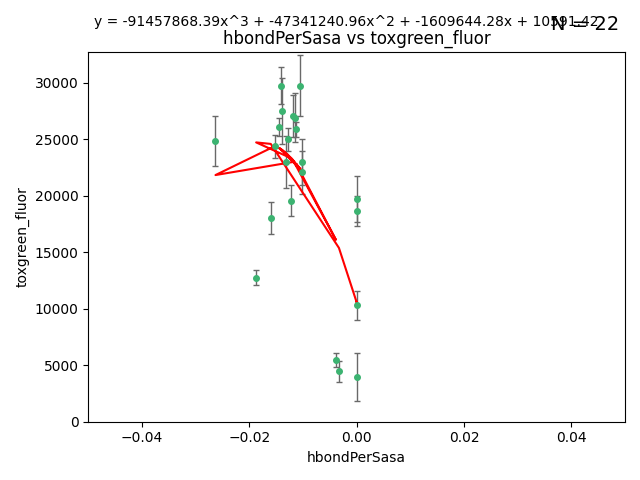 y = -91457868.39x^3 + -47341240.96x^2 + -1609644.28x + 10591.42
N = 22
hbondPerSasa vs toxgreen_fluor
toxgreen_fluor
30000
25000
20000
15000
10000
5000
0
−0.04
−0.02
0.00
0.02
0.04
hbondPerSasa